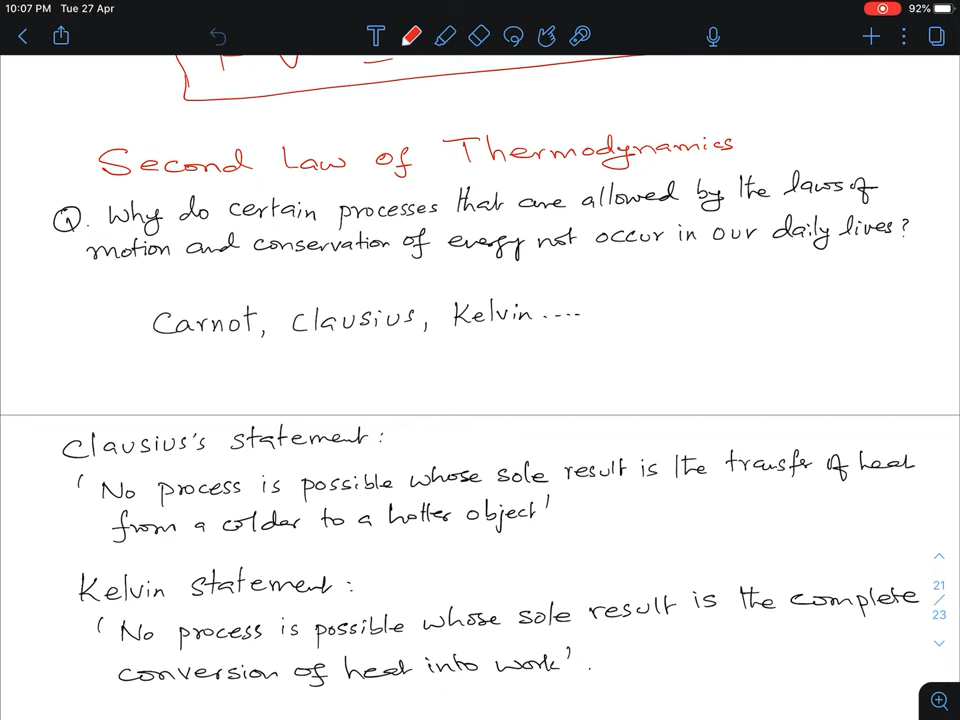 10:07 PM Tue 27 Apr
92%
Second Law of Thermodynamics
Q. Why do certain processes that are allowed by the laws of
motion and conservation of energy not occur in our daily lives?
Carnot, Clausius, Kelvin ....
Clausius's statement :
' No process is possible whose sole result is the transfer of heat
from a colder to a hotter object '
Kelvin statement :
' No process is possible whose sole result is the complete
conversion of heat into work ' .
21
/
23